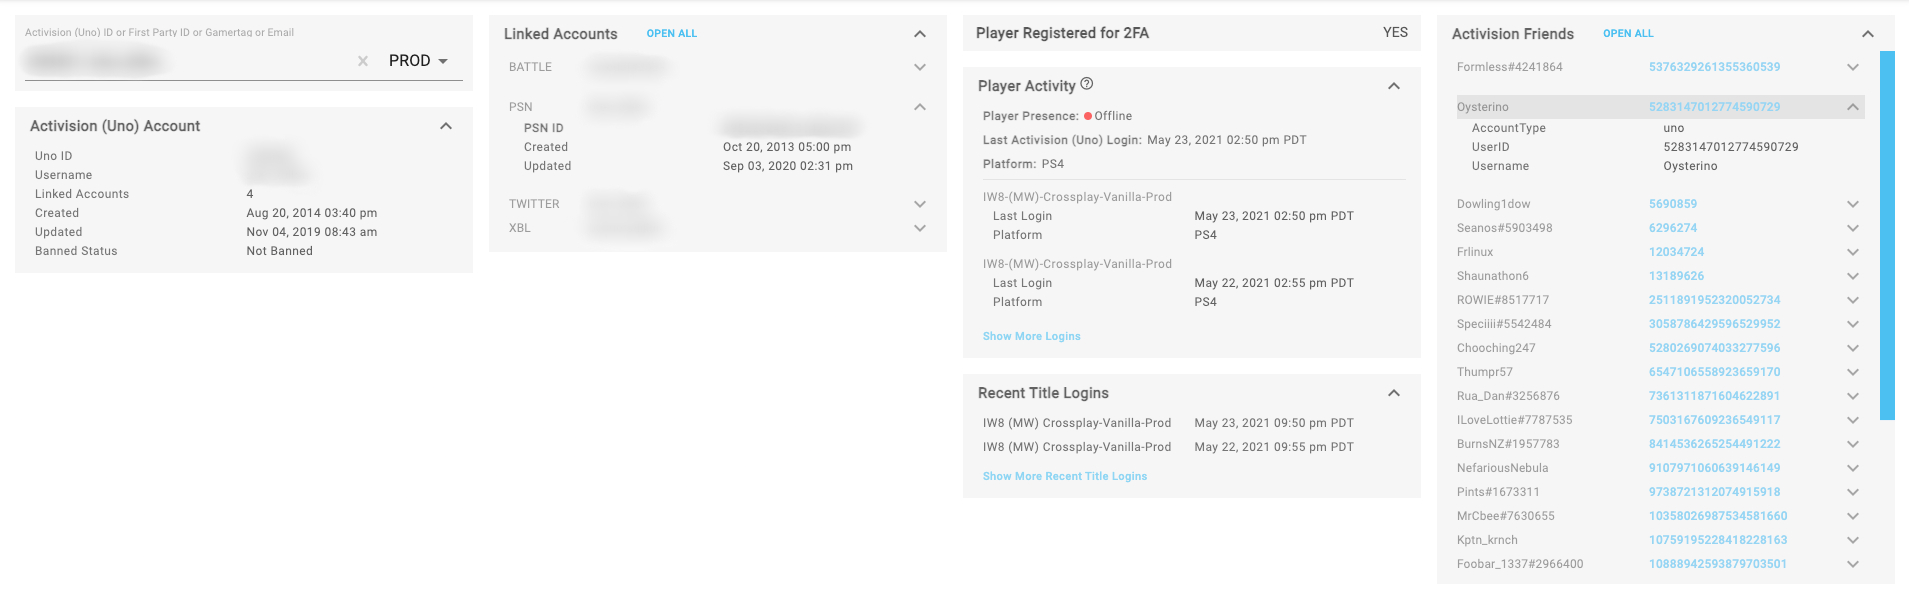 Activision (Uno) ID or First Party ID or Gamertag or Email
PROD
Activision (Uno) Account
Uno ID
Username
Linked Accounts 4
Created Aug 20, 2014 03:40 pm
Updated Nov 04, 2019 08:43 am
Banned Status Not Banned
Linked Accounts OPEN ALL
BATTLE
PSN
PSN ID
Created Oct 20, 2013 05:00 pm
Updated Sep 03, 2020 02:31 pm
TWITTER
XBL
Player Registered for 2FA YES
Player Activity ?
Player Presence: Offline
Last Activision (Uno) Login: May 23, 2021 02:50 pm PDT
Platform: PS4
IW8-(MW)-Crossplay-Vanilla-Prod
Last Login May 23, 2021 02:50 pm PDT
Platform PS4
IW8-(MW)-Crossplay-Vanilla-Prod
Last Login May 22, 2021 02:55 pm PDT
Platform PS4
Show More Logins
Recent Title Logins
IW8 (MW) Crossplay-Vanilla-Prod May 23, 2021 09:50 pm PDT
IW8 (MW) Crossplay-Vanilla-Prod May 22, 2021 09:55 pm PDT
Show More Recent Title Logins
Activision Friends OPEN ALL
Formless#4241864 5376329261355360539
Oysterino 5283147012774590729
AccountType uno
UserID 5283147012774590729
Username Oysterino
Dowling1dow 5690859
Seanos#5903498 6296274
Frlinux 12034724
Shaunathon6 13189626
ROWIE#8517717 2511891952320052734
Speciiii#5542484 3058786429596529952
Chooching247 5280269074033277596
Thumpr57 6547106558923659170
Rua_Dan#3256876 7361311871604622891
ILoveLottie#7787535 7503167609236549117
BurnsNZ#1957783 8414536265254491222
NefariousNebula 9107971060639146149
Pints#1673311 9738721312074915918
MrCbee#7630655 10358026987534581660
Kptn_krnch 10759195228418228163
Foobar_1337#2966400 10888942593879703501